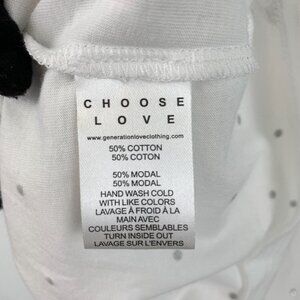 CHOOSE
LOVE
www.generationloveclothing.com
50% COTTON
50% COTON
50% MODAL
50% MODAL
HAND WASH COLD
WITH LIKE COLORS
LAVAGE À FROID À LA
MAIN AVEC
COULEURS SEMBLABLES
TURN INSIDE OUT
LAVAGE SUR L'ENVERS